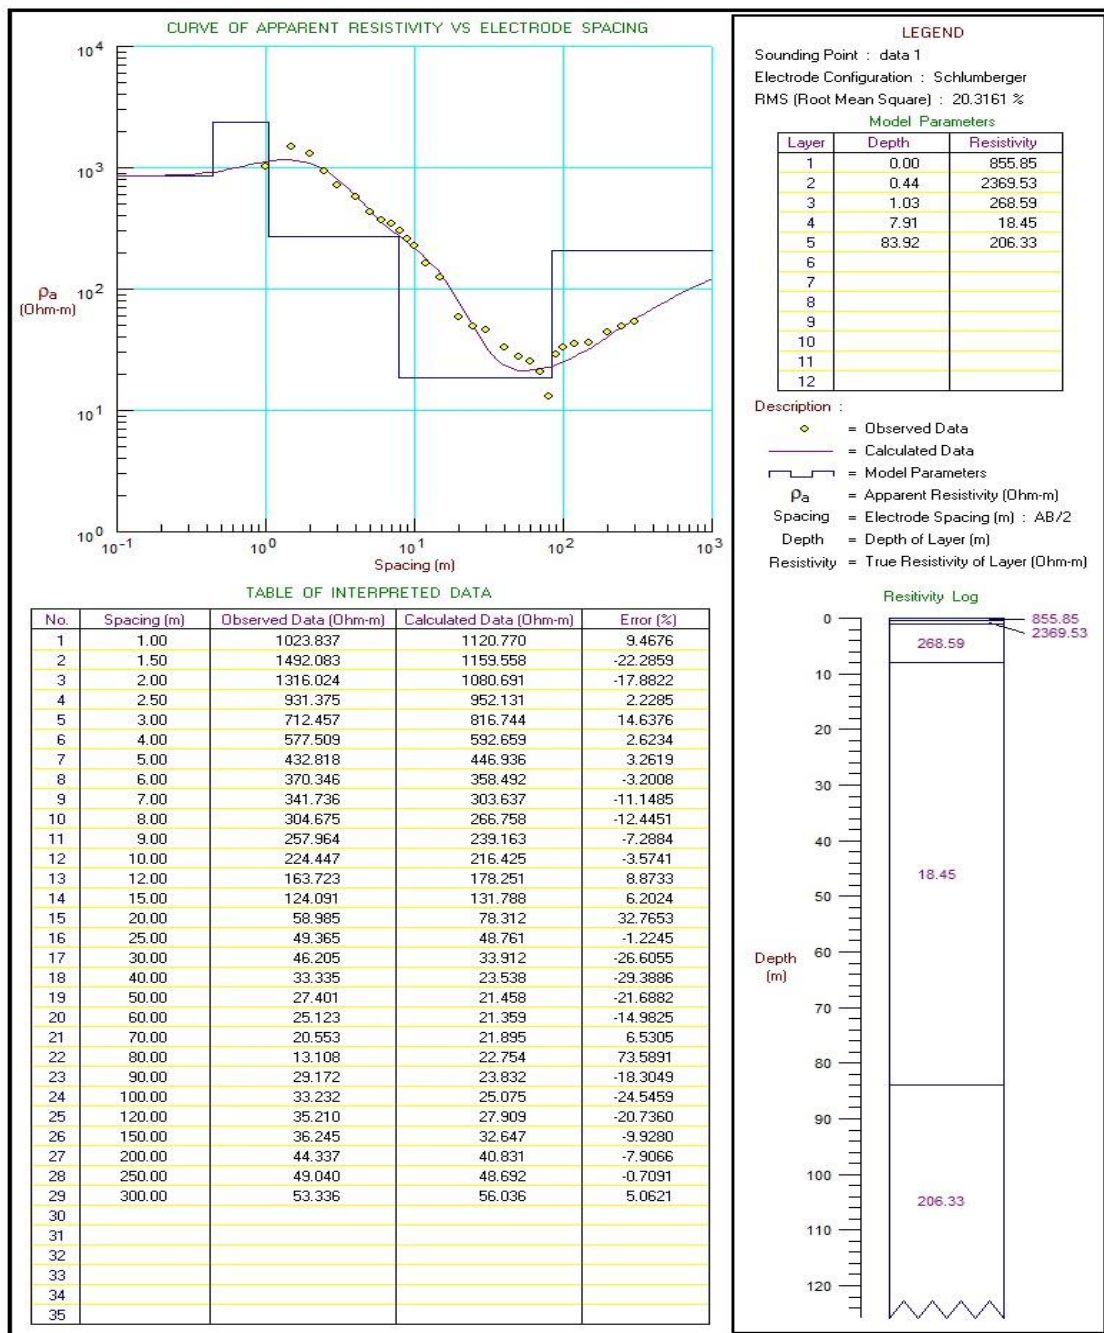 CURVE OF APPARENT RESISTIVITY VS ELECTRODE SPACING
10^4
10^3
10^2
10^1
10^0
ρa
(Ohm-m)
10^-1 10^0 10^1 10^2 10^3
Spacing (m)
TABLE OF INTERPRETED DATA
No. Spacing (m) Observed Data (Ohm-m) Calculated Data (Ohm-m) Error (%)
1 1.00 1023.837 1120.770 9.4676
2 1.50 1492.083 1159.558 -22.2859
3 2.00 1316.024 1080.691 -17.8822
4 2.50 931.375 952.131 2.2285
5 3.00 712.457 816.744 14.6376
6 4.00 577.509 592.659 2.6234
7 5.00 432.818 446.936 3.2619
8 6.00 370.346 358.492 -3.2008
9 7.00 341.736 303.637 -11.1485
10 8.00 304.675 266.758 -12.4451
11 9.00 257.964 239.163 -7.2884
12 10.00 224.447 216.425 -3.5741
13 12.00 163.723 178.251 8.8733
14 15.00 124.091 131.788 6.2024
15 20.00 58.985 78.312 32.7653
16 25.00 49.365 48.761 -1.2245
17 30.00 46.205 33.912 -26.6055
18 40.00 33.335 23.538 -29.3886
19 50.00 27.401 21.458 -21.6882
20 60.00 25.123 21.359 -14.9825
21 70.00 20.553 21.895 6.5305
22 80.00 13.108 22.754 73.5891
23 90.00 29.172 23.832 -18.3049
24 100.00 33.232 25.075 -24.5459
25 120.00 35.210 27.909 -20.7360
26 150.00 36.245 32.647 -9.9280
27 200.00 44.337 40.831 -7.9066
28 250.00 49.040 48.692 -0.7091
29 300.00 53.336 56.036 5.0621
30
31
32
33
34
35
LEGEND
Sounding Point : data 1
Electrode Configuration : Schlumberger
RMS (Root Mean Square) : 20.3161 %
Model Parameters
Layer Depth Resistivity
1 0.00 855.85
2 0.44 2369.53
3 1.03 268.59
4 7.91 18.45
5 83.92 206.33
6
7
8
9
10
11
12
Description :
= Observed Data
= Calculated Data
= Model Parameters
ρa = Apparent Resistivity (Ohm-m)
Spacing = Electrode Spacing (m) : AB/2
Depth = Depth of Layer (m)
Resistivity = True Resistivity of Layer (Ohm-m)
Resitivity Log
0
855.85
2369.53
268.59
10
20
30
40
18.45
50
Depth
(m)
60
70
80
90
100
206.33
110
120